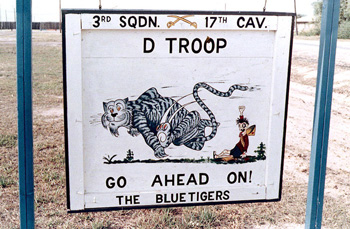 3RD SQDN. 17TH CAV.
D TROOP
GO AHEAD ON!
THE BLUETIGERS